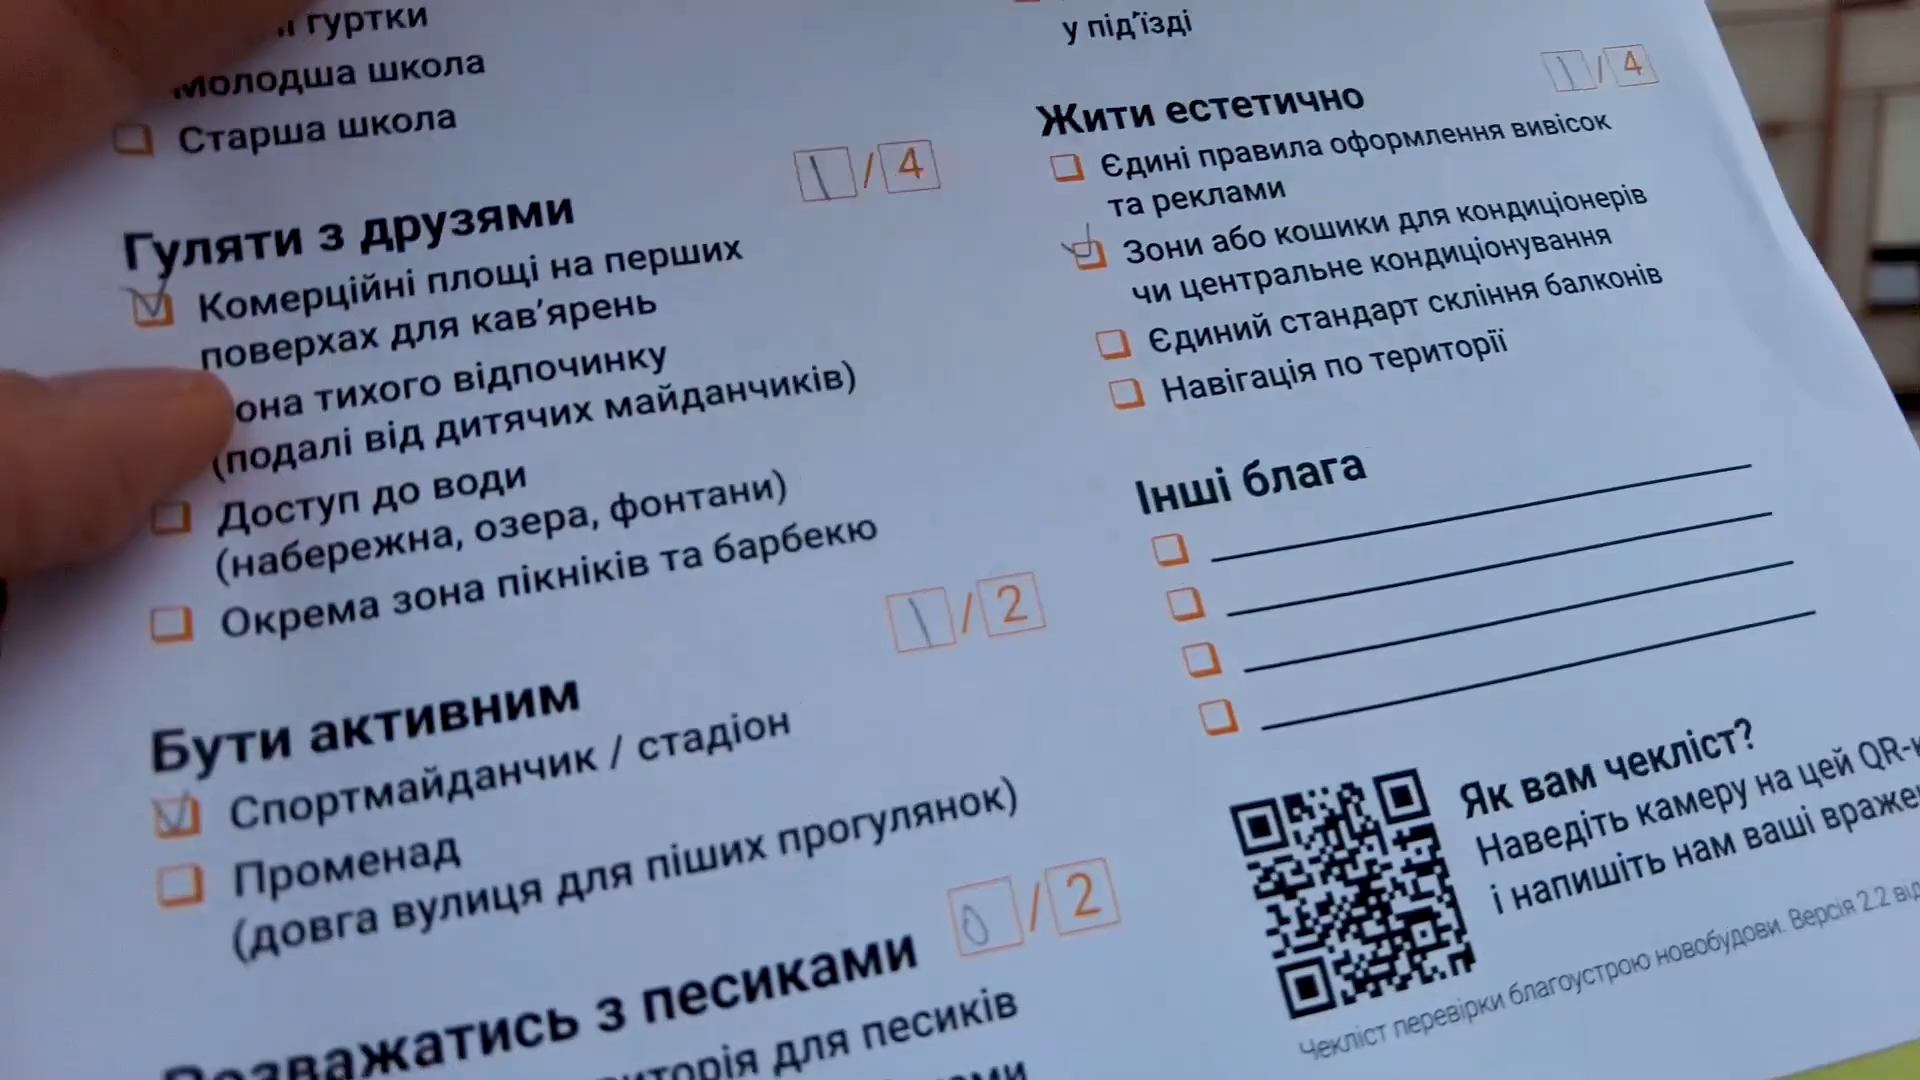 гуртки
молодша школа
Старша школа
1/4
Гуляти з друзями
Комерційні площі на перших
поверхах для кав’ярень
она тихого відпочинку
(подалі від дитячих майданчиків)
Доступ до води
(набережна, озера, фонтани)
Окрема зона пікніків та барбекю
1/2
Бути активним
Спортмайданчик / стадіон
Променад
(довга вулиця для піших прогулянок)
0/2
Розважатись з песиками
для песиків
у під’їзді
1/4
Жити естетично
Єдині правила оформлення вивісок
та реклами
Зони або кошики для кондиціонерів
чи центральне кондиціонування
Єдиний стандарт скління балконів
Навігація по території
Інші блага
Як вам чекліст?
Наведіть камеру на цей QR-к
і напишіть нам ваші враже
Чекліст перевірки благоустрою новобудови. Версія 2.2 від